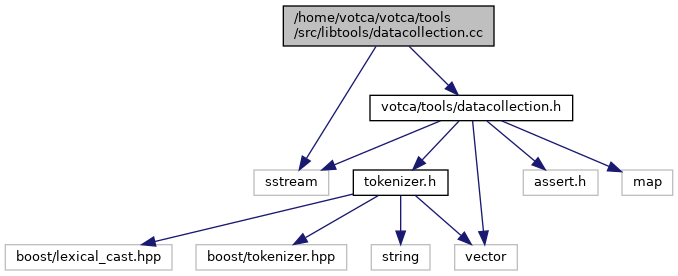 /home/votca/votca/tools
/src/libtools/datacollection.cc
votca/tools/datacollection.h
sstream
tokenizer.h
assert.h
map
boost/lexical_cast.hpp
boost/tokenizer.hpp
string
vector